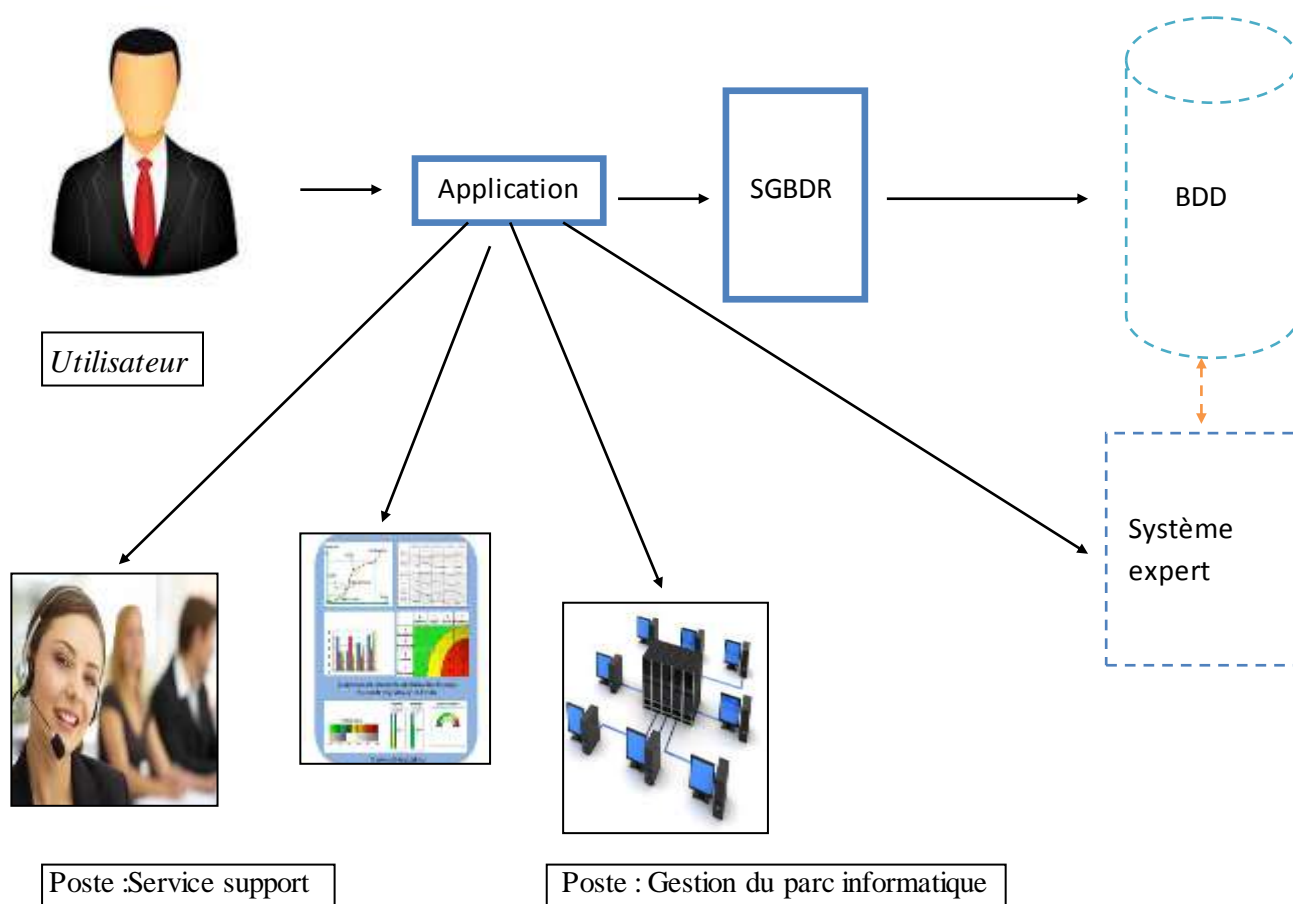 Application
SGBDR
BDD
Utilisateur
Système
expert
Poste :Service support
Poste : Gestion du parc informatique